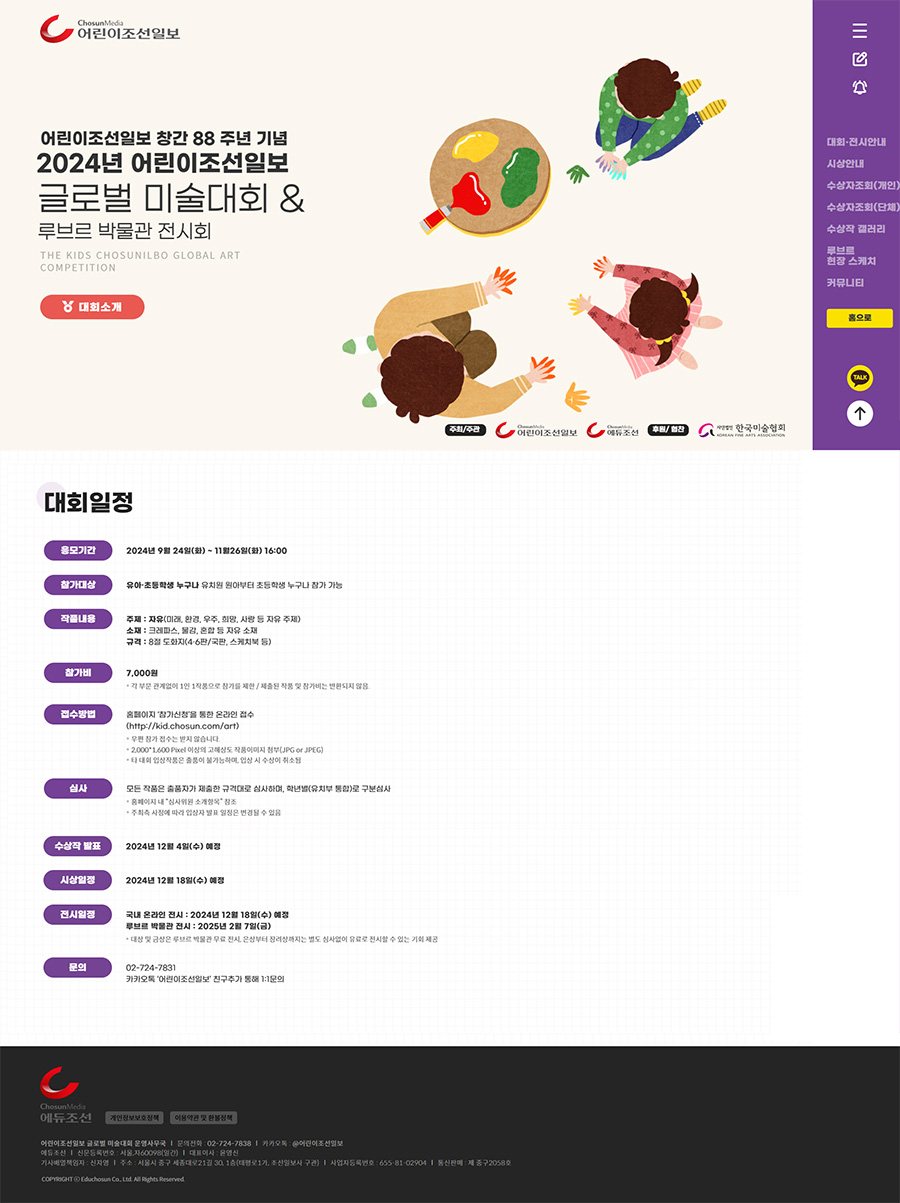 ChosunMedia
어린이조선일보
어린이조선일보 창간 88 주년 기념
2024년 어린이조선일보
글로벌 미술대회 &
루브르 박물관 전시회
THE KIDS CHOSUNILBO GLOBAL ART
COMPETITION
대회소개
대회·전시안내
시상안내
수상자조회(개인)
수상자조회(단체)
수상작 갤러리
루브르
현장 스케치
커뮤니티
홈으로
TALK
주최/주관
ChosunMedia
어린이조선일보
ChosunMedia
에듀조선
후원/협찬
사단법인 한국미술협회
KOREAN FINE ARTS ASSOCIATION
대회일정
응모기간
2024년 9월 24일(화) ~ 11월26일(화) 16:00
참가대상
유아·초등학생 누구나 유치원 원아부터 초등학생 누구나 참가 가능
작품내용
주제 : 자유(미래, 환경, 우주, 희망, 사랑 등 자유 주제)
소재 : 크레파스, 물감, 혼합 등 자유 소재
규격 : 8절 도화지(4·6판/국판, 스케치북 등)
참가비
7,000원
* 각 부문 관계없이 1인 1작품으로 참가를 제한 / 제출된 작품 및 참가비는 반환되지 않음.
접수방법
홈페이지 '참가신청'을 통한 온라인 접수
(http://kid.chosun.com/art)
* 우편 참가 접수는 받지 않습니다.
* 2,000*1,600 Pixel 이상의 고해상도 작품이미지 첨부(JPG or JPEG)
* 타 대회 입상작품은 출품이 불가능하며, 입상 시 수상이 취소됨
심사
모든 작품은 출품자가 제출한 규격대로 심사하며, 학년별(유치부 통합)로 구분심사
* 홈페이지 내 "심사위원 소개항목" 참조
* 주최측 사정에 따라 입상자 발표 일정은 변경될 수 있음
수상작 발표
2024년 12월 4일(수) 예정
시상일정
2024년 12월 18일(수) 예정
전시일정
국내 온라인 전시 : 2024년 12월 18일(수) 예정
루브르 박물관 전시 : 2025년 2월 7일(금)
* 대상 및 금상은 루브르 박물관 무료 전시, 은상부터 장려상까지는 별도 심사없이 유료로 전시할 수 있는 기회 제공
문의
02-724-7831
카카오톡 '어린이조선일보' 친구추가 통해 1:1문의
ChosunMedia
에듀조선
개인정보보호정책
이용약관 및 환불정책
어린이조선일보 글로벌 미술대회 운영사무국 I 문의전화 : 02-724-7838 I 카카오톡 : @어린이조선일보
에듀조선 I 신문등록번호 : 서울,자60098(일간) I 대표이사 : 윤영신
기사배열책임자 : 신지영 I 주소 : 서울시 중구 세종대로21길 30, 1층(태평로1가, 조선일보사 구관) I 사업자등록번호 : 655-81-02904 I 통신판매 : 제 중구2058호
COPYRIGHT ⓒ Educhosun Co., Ltd. All Rights Reserved.